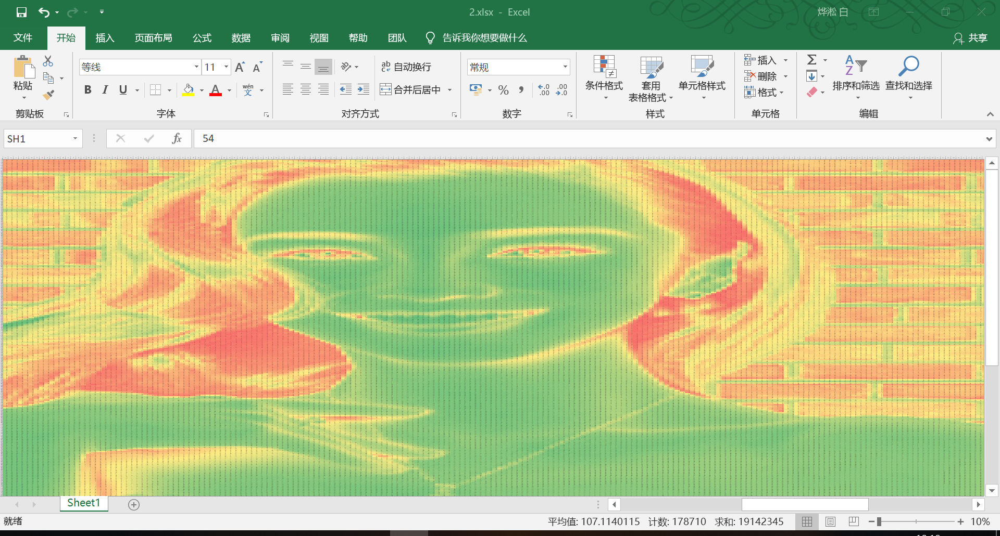 2.xlsx - Excel
烨淞 白
文件 开始 插入 页面布局 公式 数据 审阅 视图 帮助 团队 告诉我你想要做什么 共享
粘贴
剪贴板
等线 11
B I U wén 文
字体
ab c 自动换行
合并后居中
对齐方式
常规
% , .0 .00 .00 .0
数字
条件格式
套用
表格格式
单元格样式
样式
插入
删除
格式
单元格
Σ
A Z
排序和筛选
查找和选择
编辑
SH1 fx 54
Sheet1
就绪 平均值: 107.1140115 计数: 178710 求和: 19142345 10%